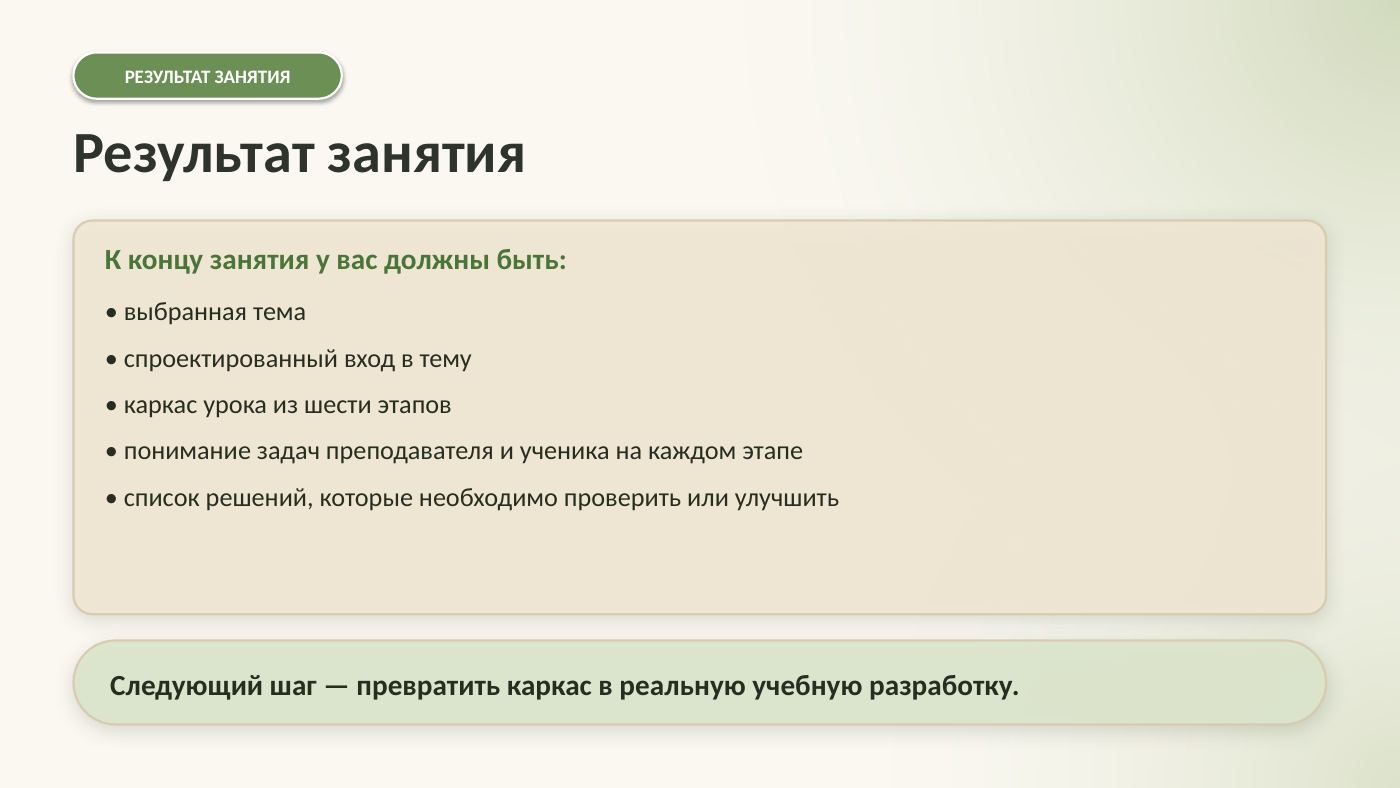 РЕЗУЛЬТАТ ЗАНЯТИЯ
Результат занятия
К концу занятия у вас должны быть:
• выбранная тема
• спроектированный вход в тему
• каркас урока из шести этапов
• понимание задач преподавателя и ученика на каждом этапе
• список решений, которые необходимо проверить или улучшить
Следующий шаг — превратить каркас в реальную учебную разработку.